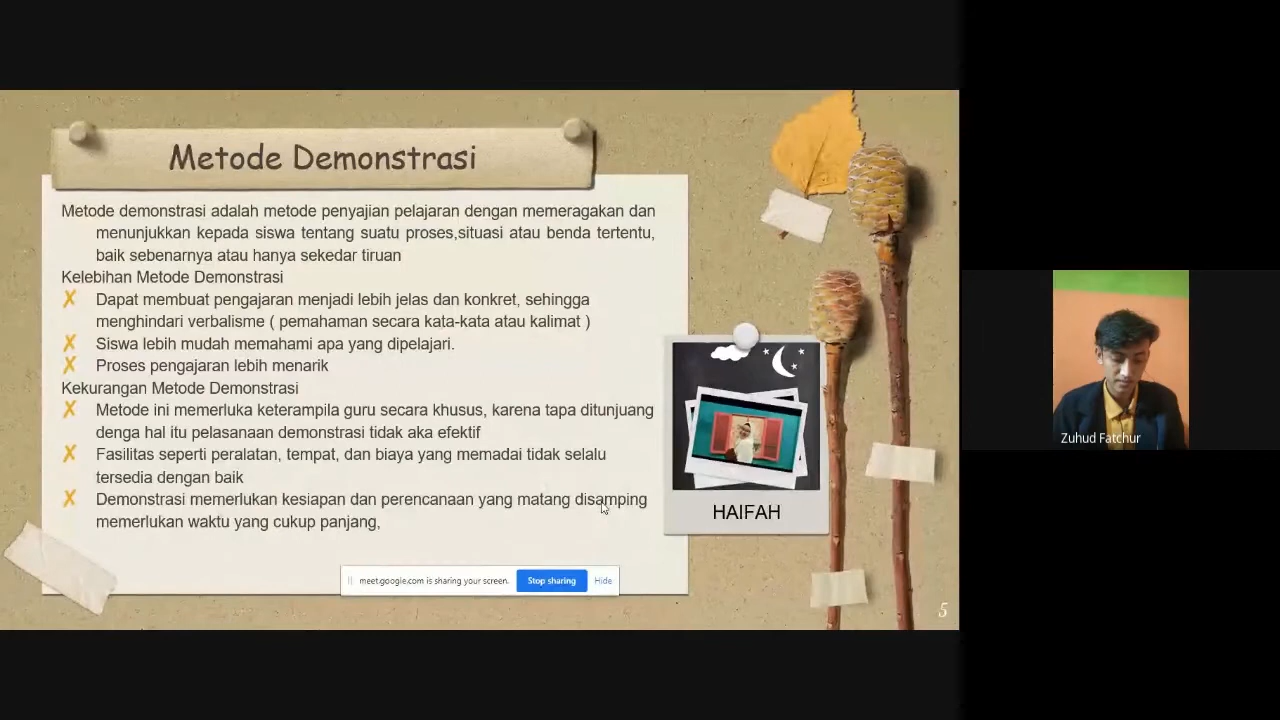 Metode Demonstrasi
Metode demonstrasi adalah metode penyajian pelajaran dengan memeragakan dan
menunjukkan kepada siswa tentang suatu proses,situasi atau benda tertentu,
baik sebenarnya atau hanya sekedar tiruan
Kelebihan Metode Demonstrasi
✗ Dapat membuat pengajaran menjadi lebih jelas dan konkret, sehingga
menghindari verbalisme ( pemahaman secara kata-kata atau kalimat )
✗ Siswa lebih mudah memahami apa yang dipelajari.
✗ Proses pengajaran lebih menarik
Kekurangan Metode Demonstrasi
✗ Metode ini memerluka keterampila guru secara khusus, karena tapa ditunjuang
denga hal itu pelasanaan demonstrasi tidak aka efektif
✗ Fasilitas seperti peralatan, tempat, dan biaya yang memadai tidak selalu
tersedia dengan baik
✗ Demonstrasi memerlukan kesiapan dan perencanaan yang matang disamping
memerlukan waktu yang cukup panjang,
HAIFAH
meet.google.com is sharing your screen. Stop sharing Hide
5
Zuhud Fatchur